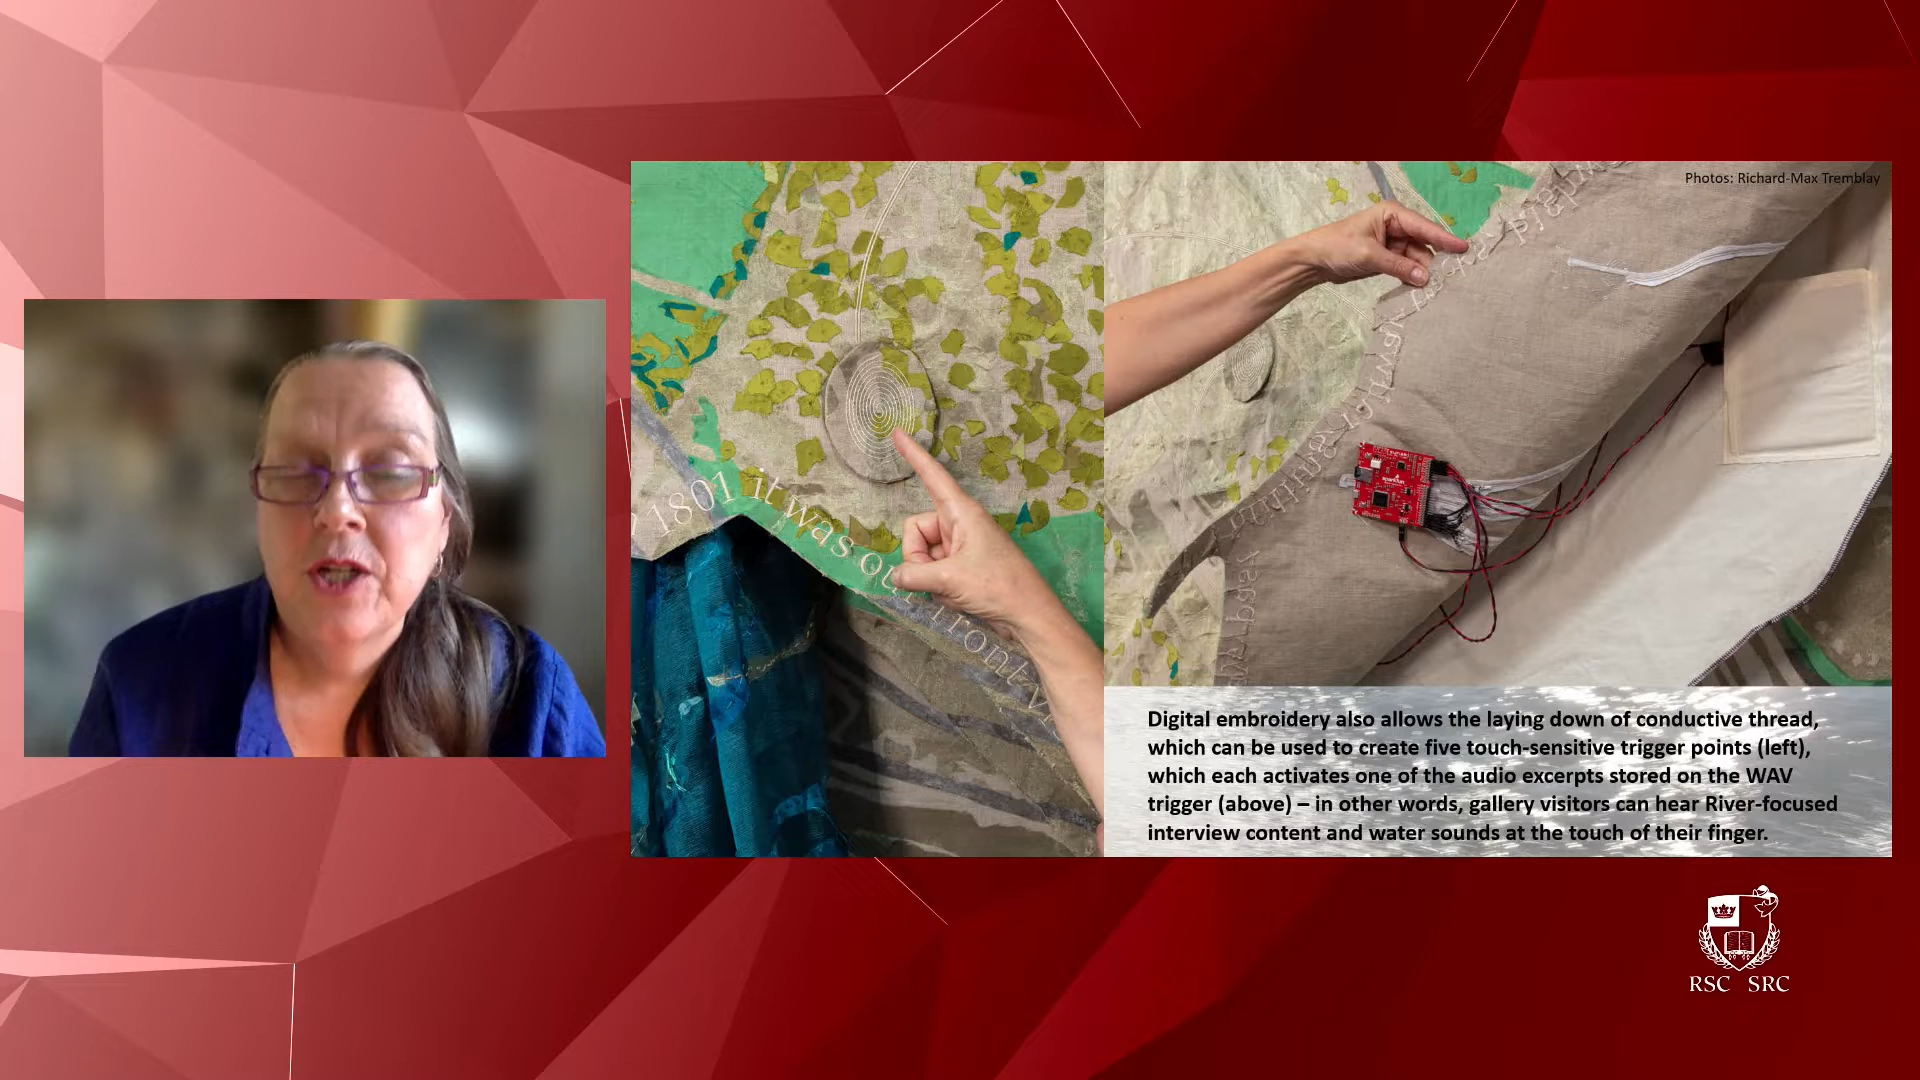 Photos: Richard-Max Tremblay
1801 it was our front
sparkfun
Digital embroidery also allows the laying down of conductive thread,
which can be used to create five touch-sensitive trigger points (left),
which each activates one of the audio excerpts stored on the WAV
trigger (above) – in other words, gallery visitors can hear River-focused
interview content and water sounds at the touch of their finger.
RSC SRC